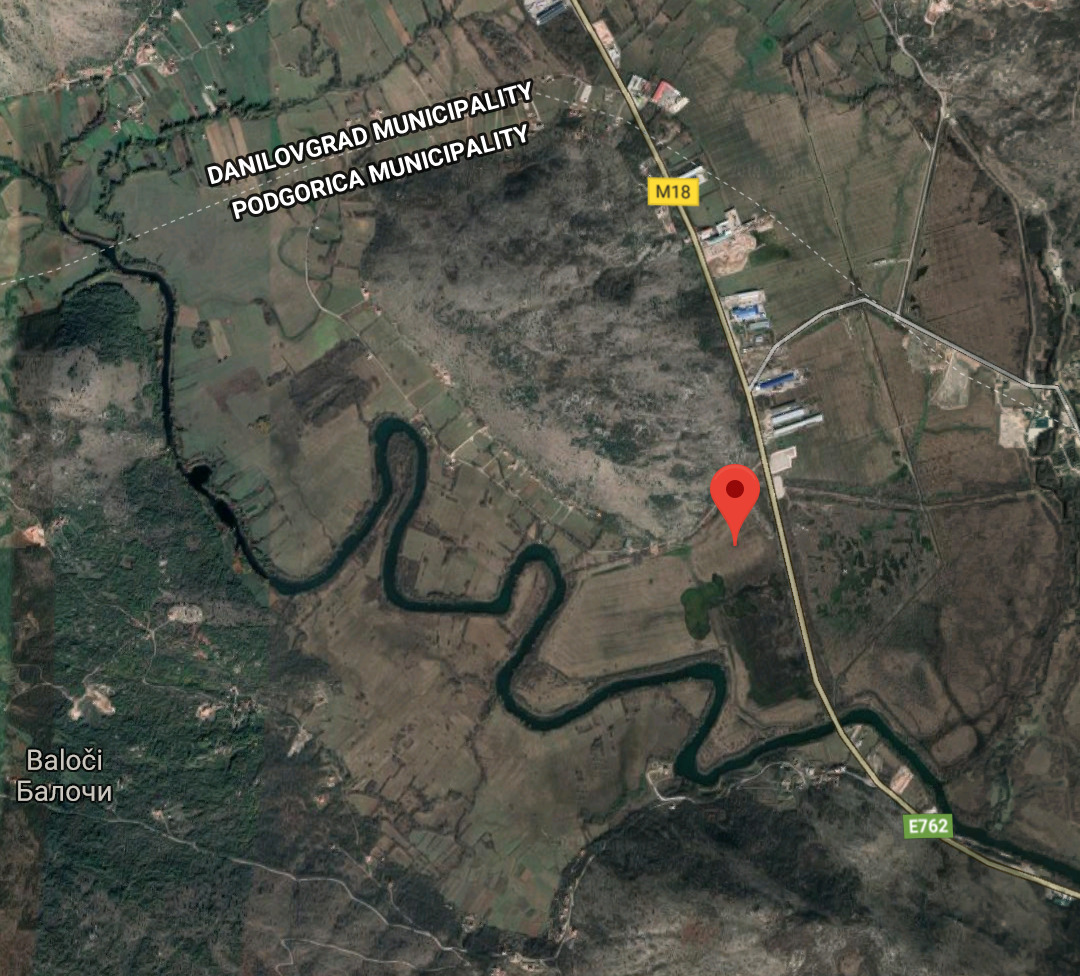 DANILOVGRAD MUNICIPALITY
PODGORICA MUNICIPALITY
M18
Baloči
Балочи
E762